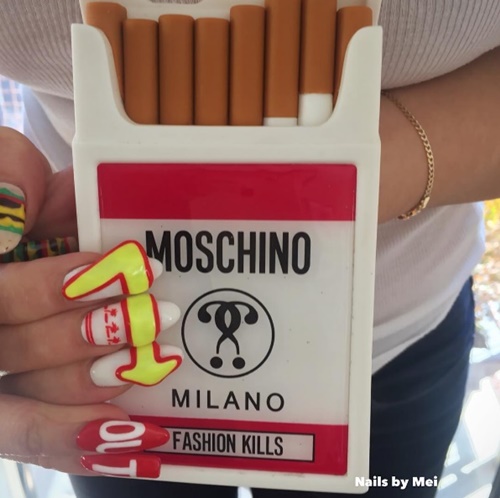 MOSCHINO
MILANO
FASHION KILLS
OUT
Nails by Mei